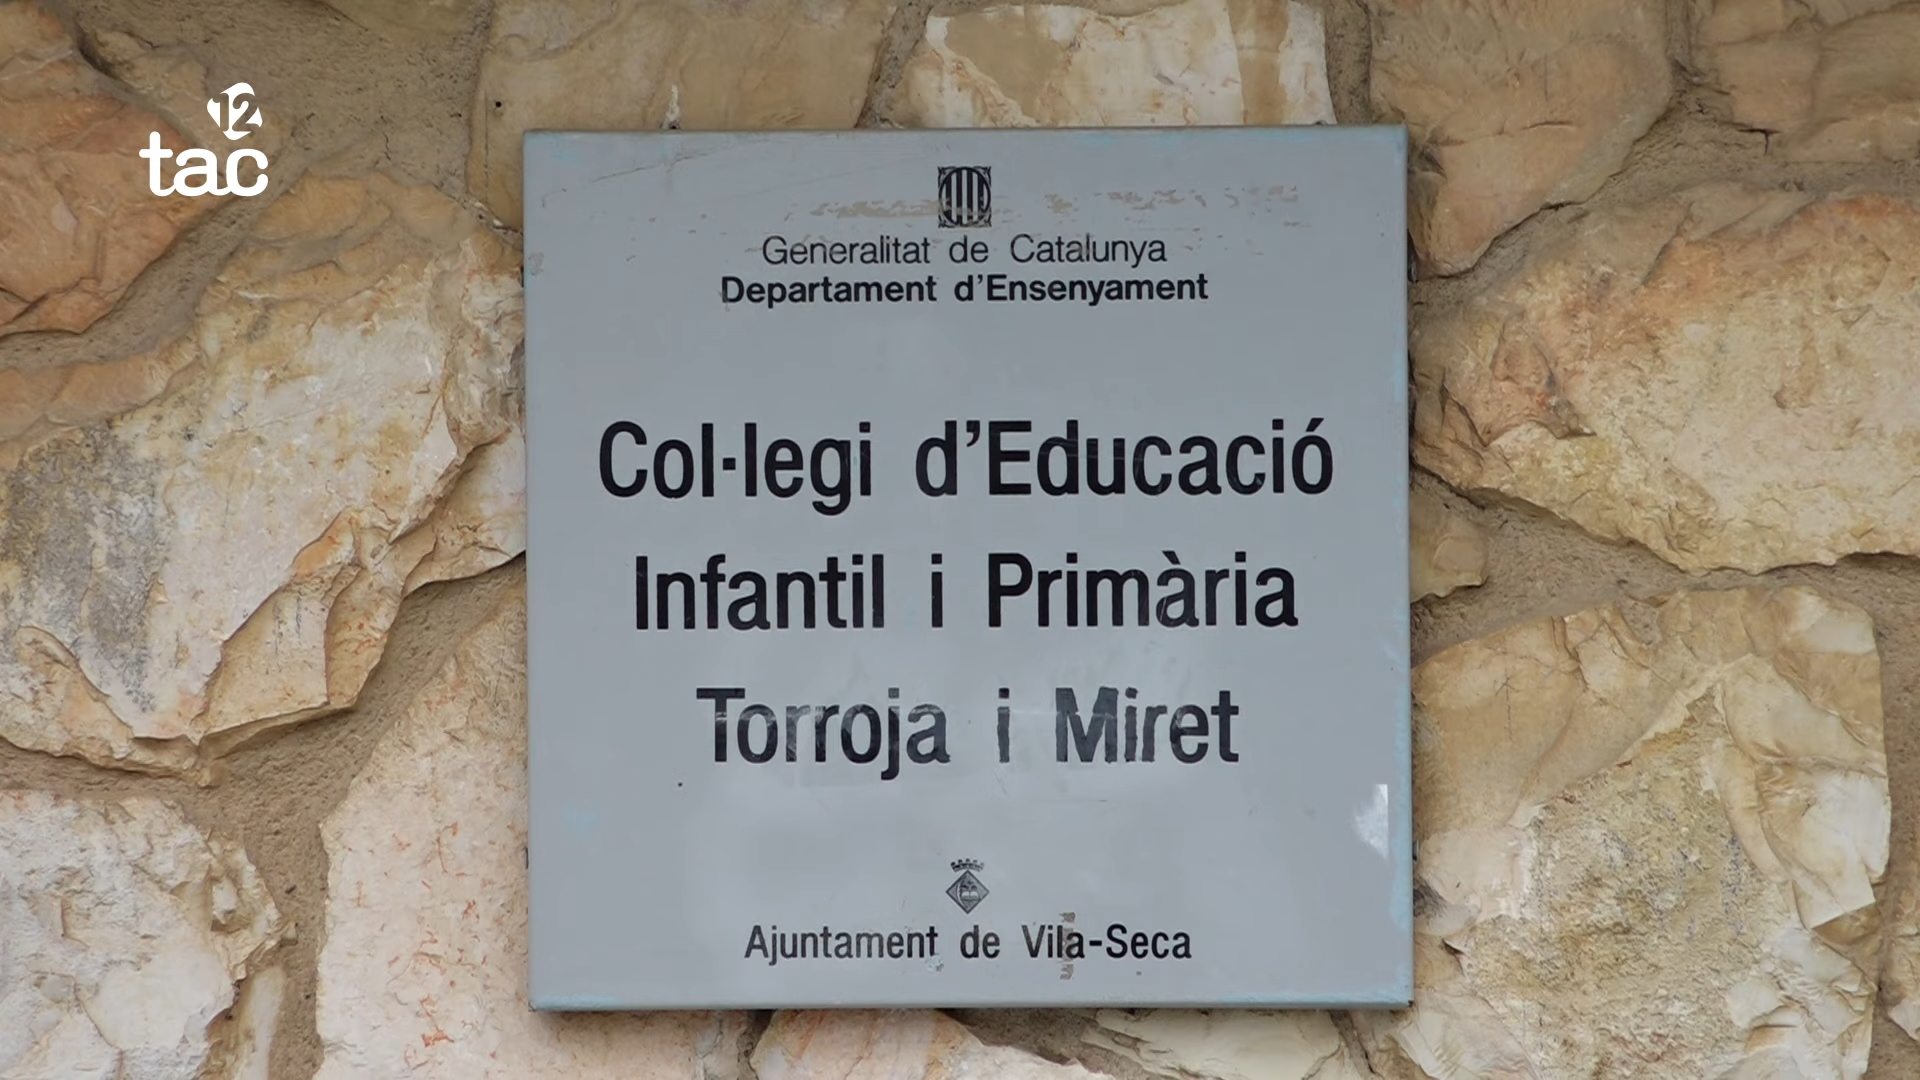 12
tac
Generalitat de Catalunya
Departament d'Ensenyament
Col·legi d'Educació
Infantil i Primària
Torroja i Miret
Ajuntament de Vila-Seca